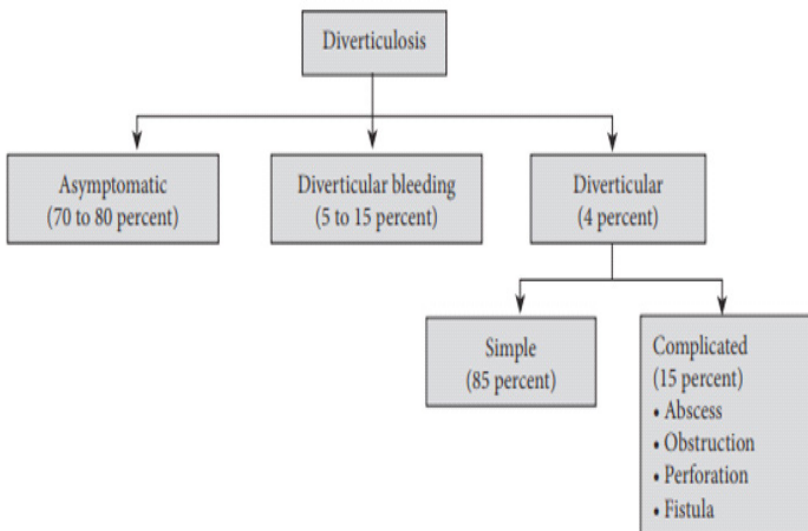 Diverticulosis
Asymptomatic
(70 to 80 percent)
Diverticular bleeding
(5 to 15 percent)
Diverticular
(4 percent)
Simple
(85 percent)
Complicated
(15 percent)
• Abscess
• Obstruction
• Perforation
• Fistula